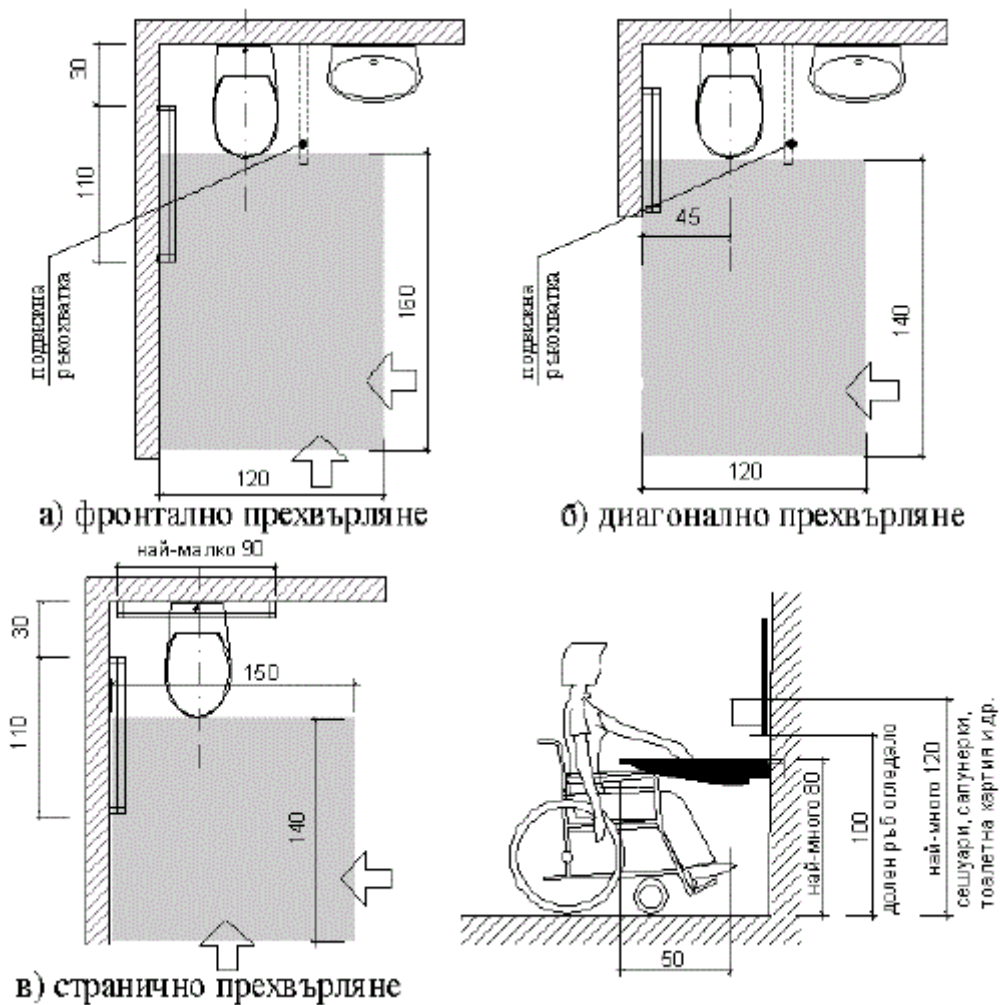 30
110
подвижна
ръкохватка
160
120
а) фронтално прехвърляне
45
подвижна
ръкохватка
140
120
б) диагонално прехвърляне
най-малко 90
30
110
150
140
в) странично прехвърляне
50
най-много 80
100
долен ръб огледало
най-много 120
сешуари, сапунерки,
тоалетна картия и др.